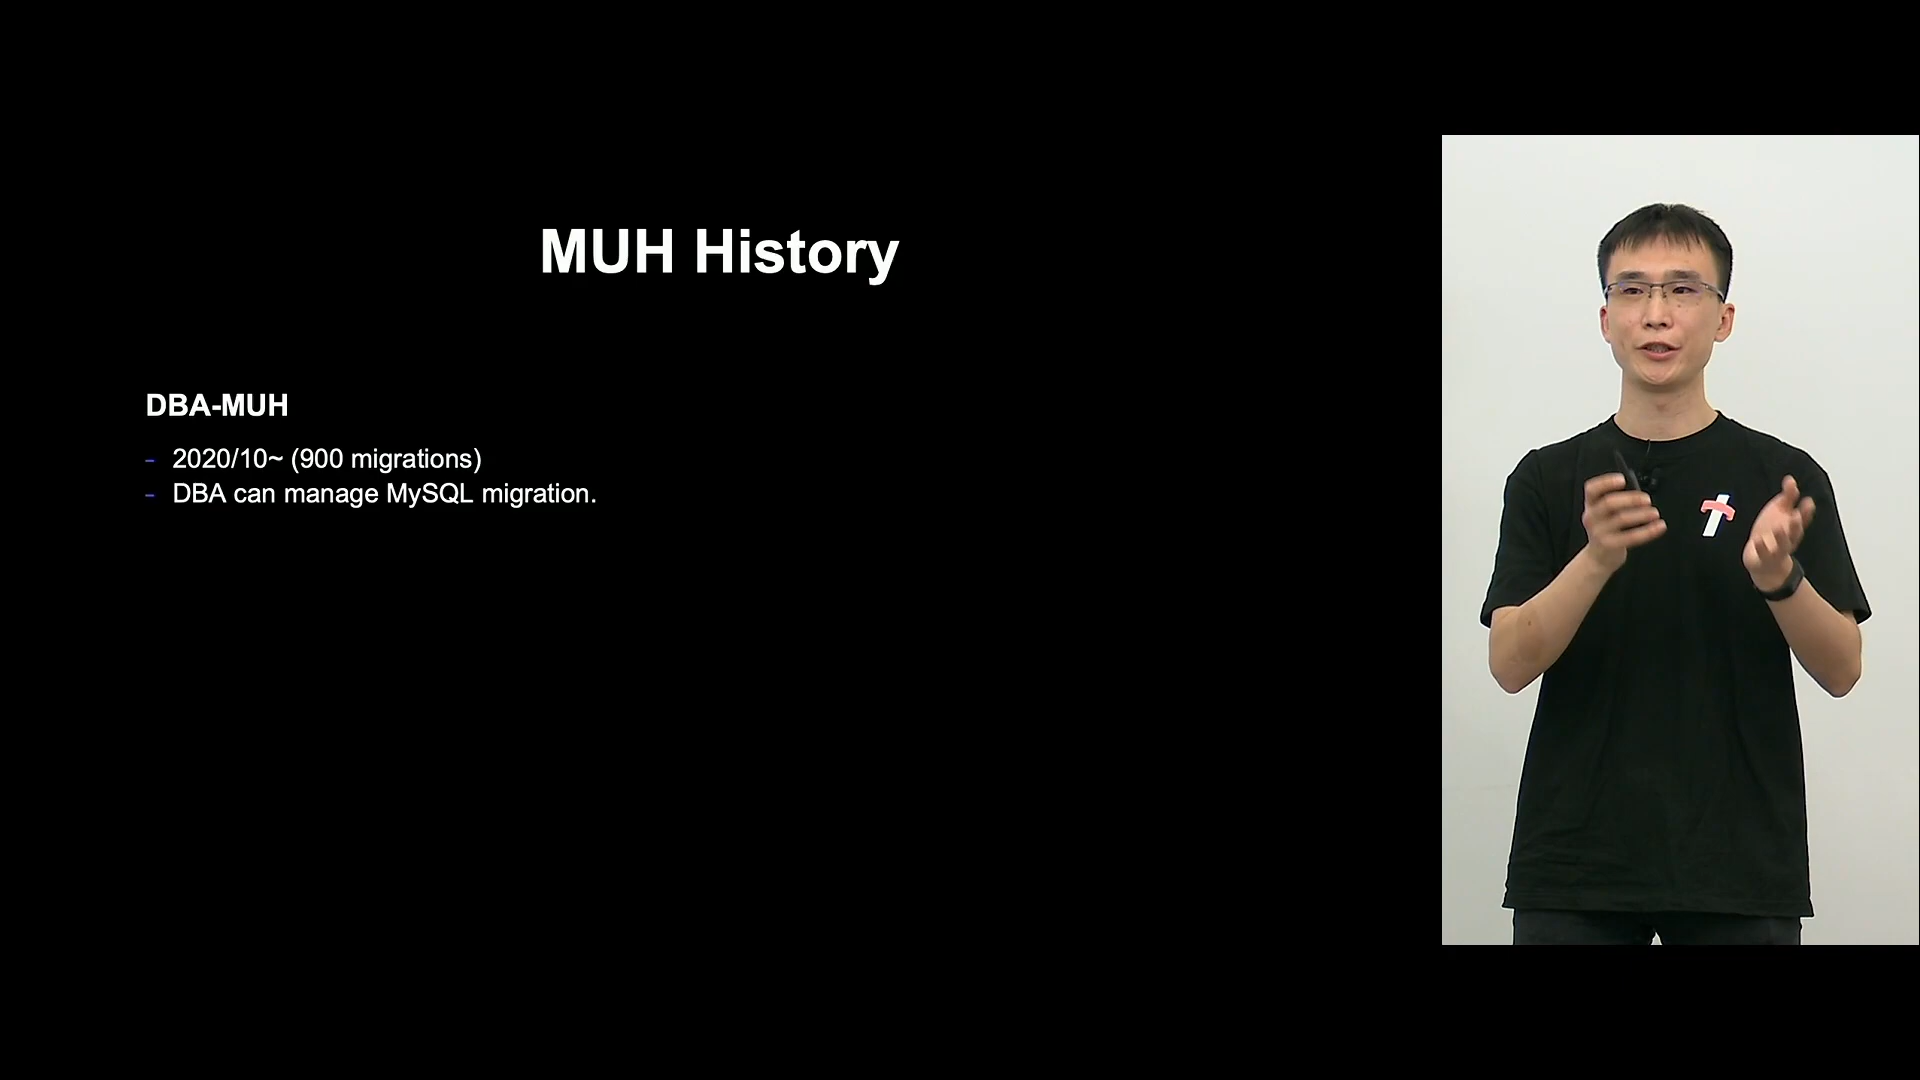 MUH History
DBA-MUH
- 2020/10~ (900 migrations)
- DBA can manage MySQL migration.